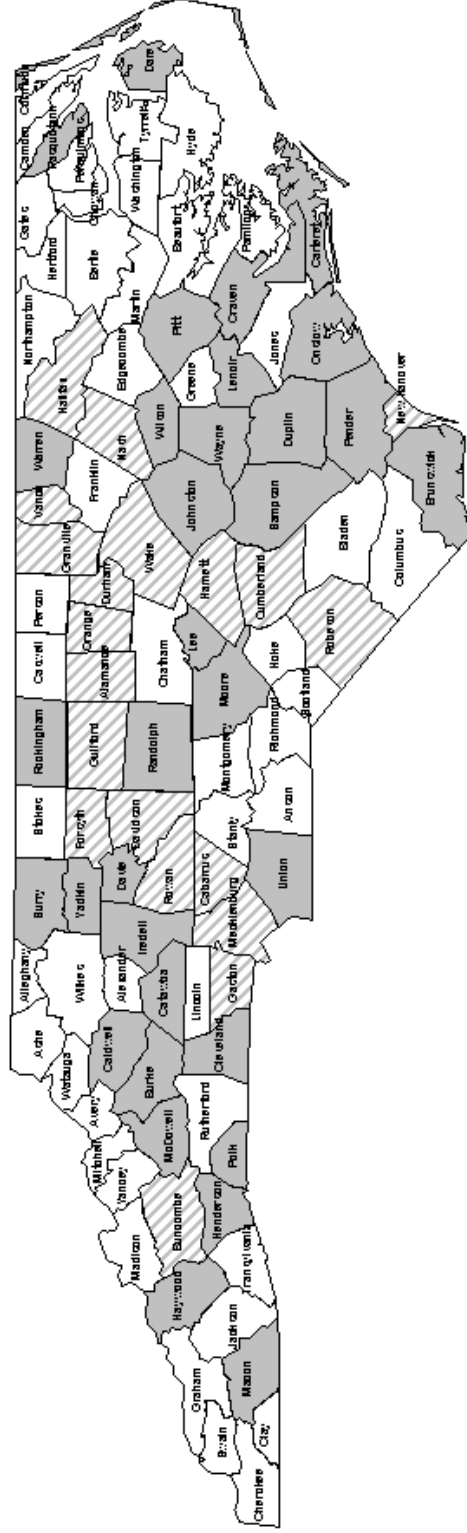 Cherokee
Clay
Swain
Graham
Macon
Jackson
Haywood
Transylvania
Madison
Buncombe
Henderson
Yancey
Mitchell
Avery
McDowell
Polk
Rutherford
Burke
Cleveland
Watauga
Caldwell
Ashe
Alleghany
Wilkes
Alexander
Catawba
Lincoln
Gaston
Iredell
Surry
Yadkin
Davie
Rowan
Cabarrus
Mecklenburg
Union
Stokes
Forsyth
Davidson
Stanly
Anson
Rockingham
Guilford
Randolph
Montgomery
Richmond
Caswell
Alamance
Chatham
Moore
Lee
Hoke
Scotland
Person
Orange
Durham
Granville
Vance
Wake
Harnett
Cumberland
Robeson
Bladen
Columbus
Warren
Franklin
Nash
Johnston
Sampson
Halifax
Wilson
Wayne
Duplin
Pender
New Hanover
Brunswick
Northampton
Edgecombe
Pitt
Greene
Lenoir
Jones
Onslow
Hertford
Bertie
Martin
Beaufort
Craven
Pamlico
Carteret
Gates
Chowan
Perquimans
Pasquotank
Camden
Currituck
Washington
Tyrrell
Hyde
Dare